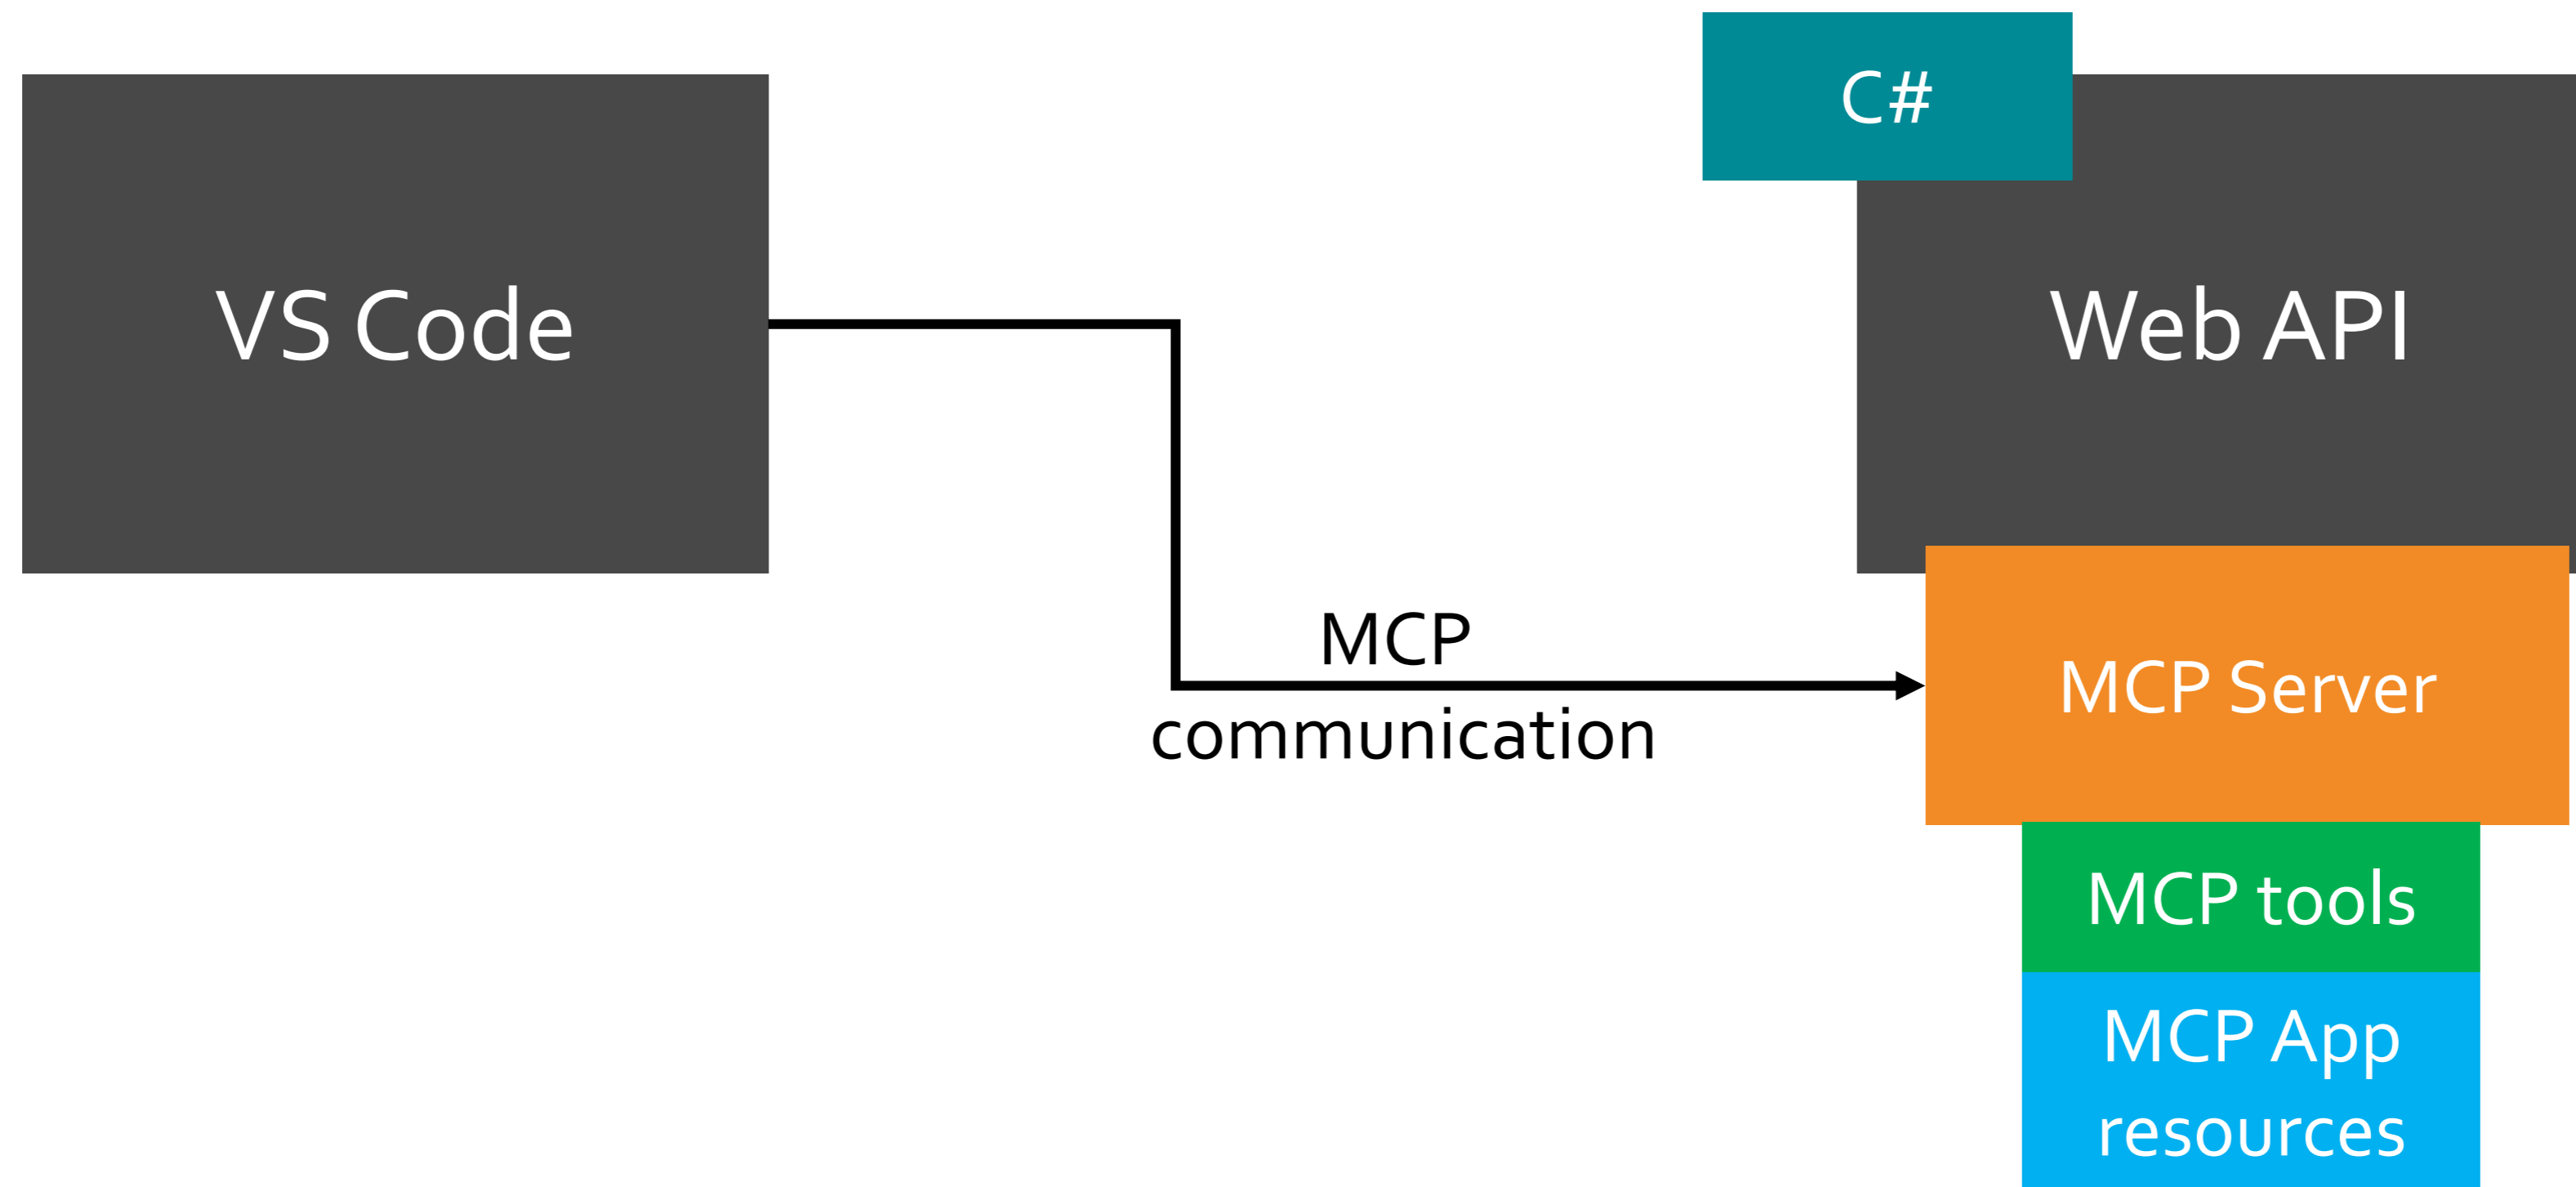 C#
VS Code
Web API
MCP
communication
MCP Server
MCP tools
MCP App
resources